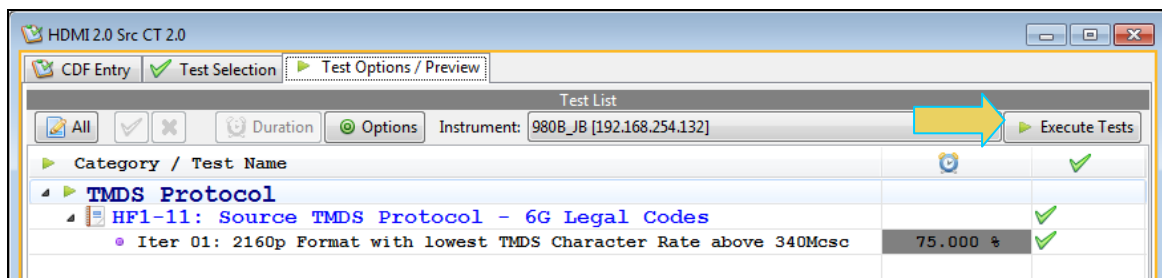 HDMI 2.0 Src CT 2.0
CDF Entry Test Selection Test Options / Preview
Test List
All Duration Options Instrument: 980B_JB [192.168.254.132] Execute Tests
Category / Test Name
TMDS Protocol
HF1-11: Source TMDS Protocol - 6G Legal Codes
Iter 01: 2160p Format with lowest TMDS Character Rate above 340Mcsc 75.000 %